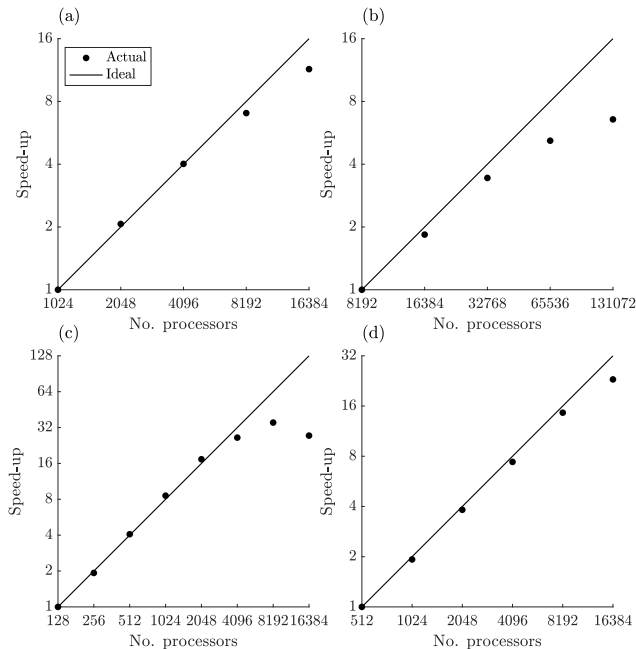 (a)
16
8
4
2
1
Speed-up
Actual
Ideal
1024 2048 4096 8192 16384
No. processors
(b)
16
8
4
2
1
Speed-up
8192 16384 32768 65536 131072
No. processors
(c)
128
64
32
16
8
4
2
1
Speed-up
128 256 512 1024 2048 4096 8192 16384
No. processors
(d)
32
16
8
4
2
1
Speed-up
512 1024 2048 4096 8192 16384
No. processors